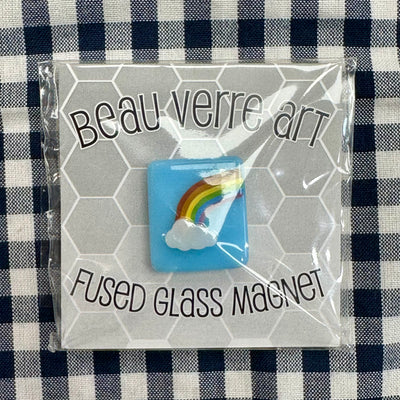 Beau Verre Art
Fused Glass Magnet